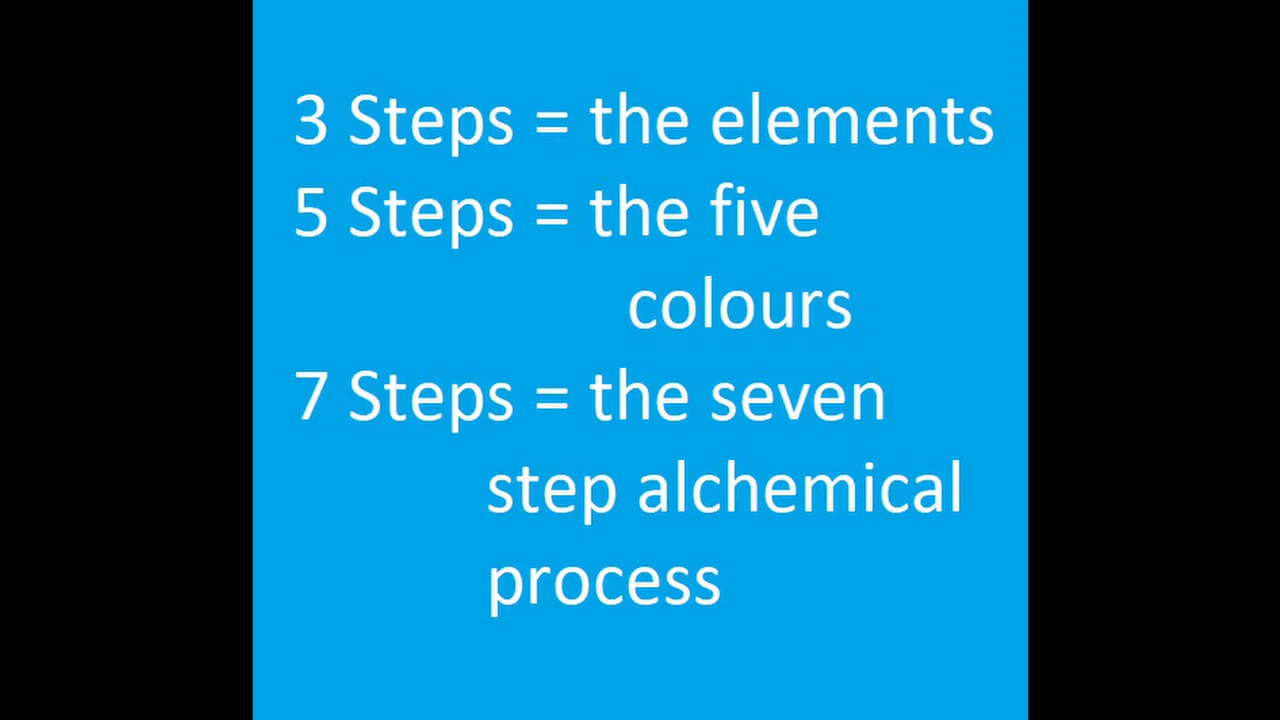 3 Steps = the elements
5 Steps = the five
colours
7 Steps = the seven
step alchemical
process